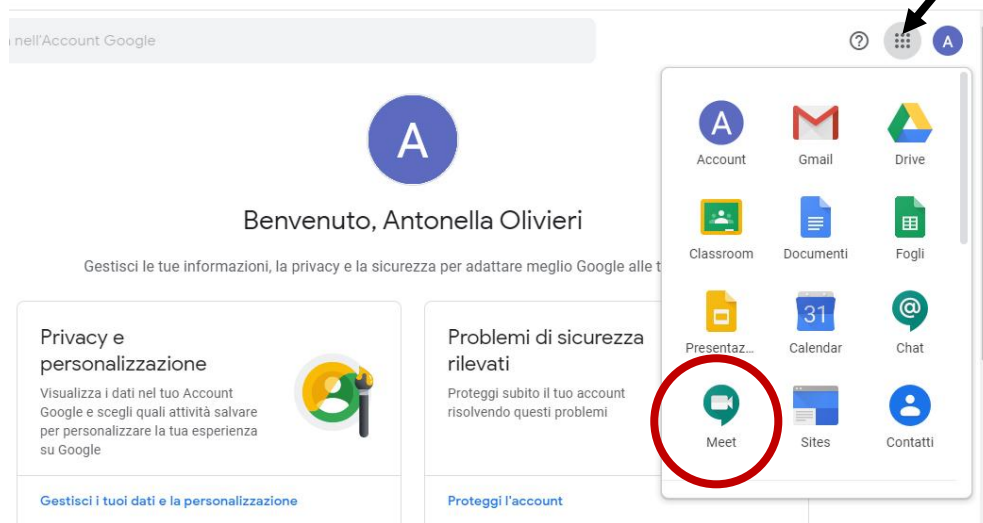 nell'Account Google
A
A
Benvenuto, Antonella Olivieri
Gestisci le tue informazioni, la privacy e la sicurezza per adattare meglio Google alle t
Privacy e
personalizzazione
Visualizza i dati nel tuo Account
Google e scegli quali attività salvare
per personalizzare la tua esperienza
su Google
Gestisci i tuoi dati e la personalizzazione
Problemi di sicurezza
rilevati
Proteggi subito il tuo account
risolvendo questi problemi
Proteggi l'account
A
Account
Gmail
Drive
Classroom
Documenti
Fogli
Presentaz...
31
Calendar
Chat
Meet
Sites
Contatti